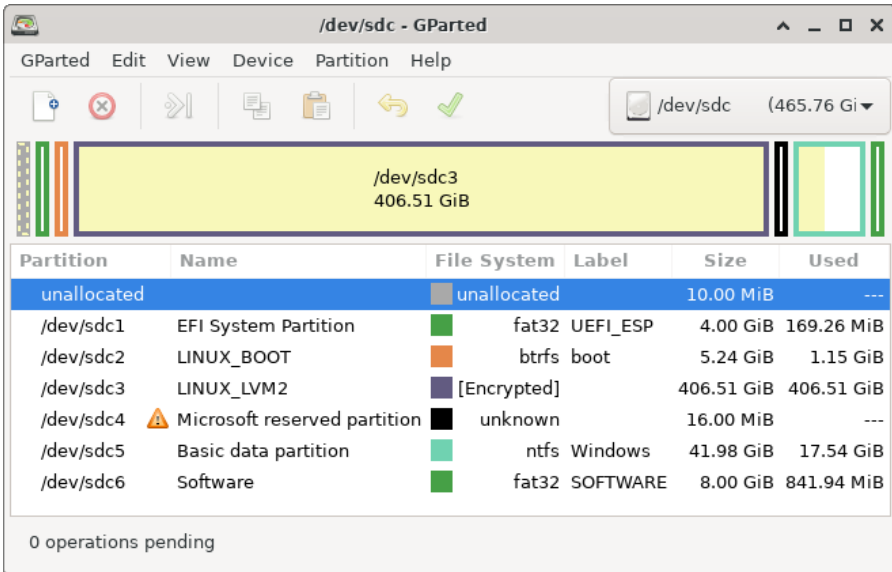 /dev/sdc - GParted
GParted Edit View Device Partition Help
/dev/sdc (465.76 Gi
/dev/sdc3
406.51 GiB
Partition Name File System Label Size Used
unallocated unallocated 10.00 MiB ---
/dev/sdc1 EFI System Partition fat32 UEFI_ESP 4.00 GiB 169.26 MiB
/dev/sdc2 LINUX_BOOT btrfs boot 5.24 GiB 1.15 GiB
/dev/sdc3 LINUX_LVM2 [Encrypted] 406.51 GiB 406.51 GiB
/dev/sdc4 Microsoft reserved partition unknown 16.00 MiB ---
/dev/sdc5 Basic data partition ntfs Windows 41.98 GiB 17.54 GiB
/dev/sdc6 Software fat32 SOFTWARE 8.00 GiB 841.94 MiB
0 operations pending